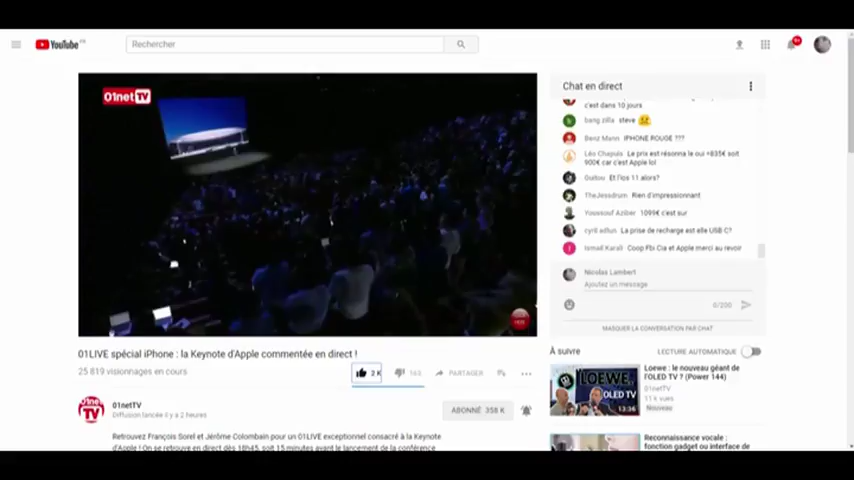 YouTube FR
Rechercher
9+
01netTV
01LIVE spécial iPhone : la Keynote d'Apple commentée en direct !
25 819 visionnages en cours
2 K
163
PARTAGER
01netTV
Diffusion lancée il y a 2 heures
ABONNÉ 358 K
Retrouvez François Sorel et Jérôme Colombain pour un 01LIVE exceptionnel consacré à la Keynote
d'Apple ! On se retrouve en direct dès 18h45, soit 15 minutes avant le lancement de la conférence
Chat en direct
c'est dans 10 jours
bang zilla steve
Benz Mann IPHONE ROUGE ???
Léo Chapuis Le prix est résonna le oui +835€ soit
900€ car c'est Apple lol
Guitou Et l'ios 11 alors?
TheJessdrum Rien d'impressionnant
Youssouf Aziber 1099€ c'est sur
cyril adlun La prise de recharge est elle USB C?
Ismail Karali Coop Fbi Cia et Apple merci au revoir
Nicolas Lambert
Ajoutez un message
0/200
MASQUER LA CONVERSATION PAR CHAT
À suivre
LECTURE AUTOMATIQUE
LOEWE.
OLED TV
13:36
Loewe : le nouveau géant de
l'OLED TV ? (Power 144)
01netTV
11 k vues
Nouveau
Reconnaissance vocale :
fonction gadget ou interface de